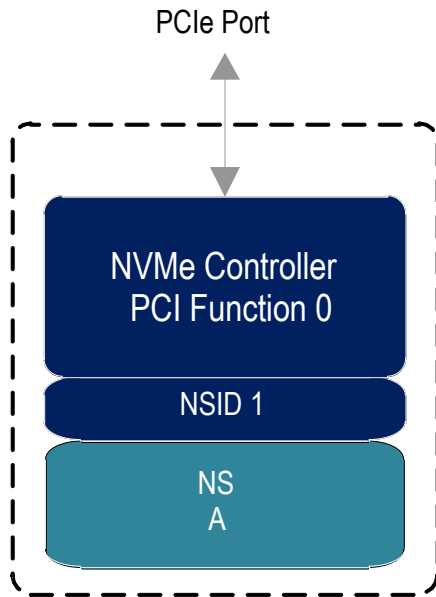 PCIe Port
NVMe Controller
PCI Function 0
NSID 1
NS
A